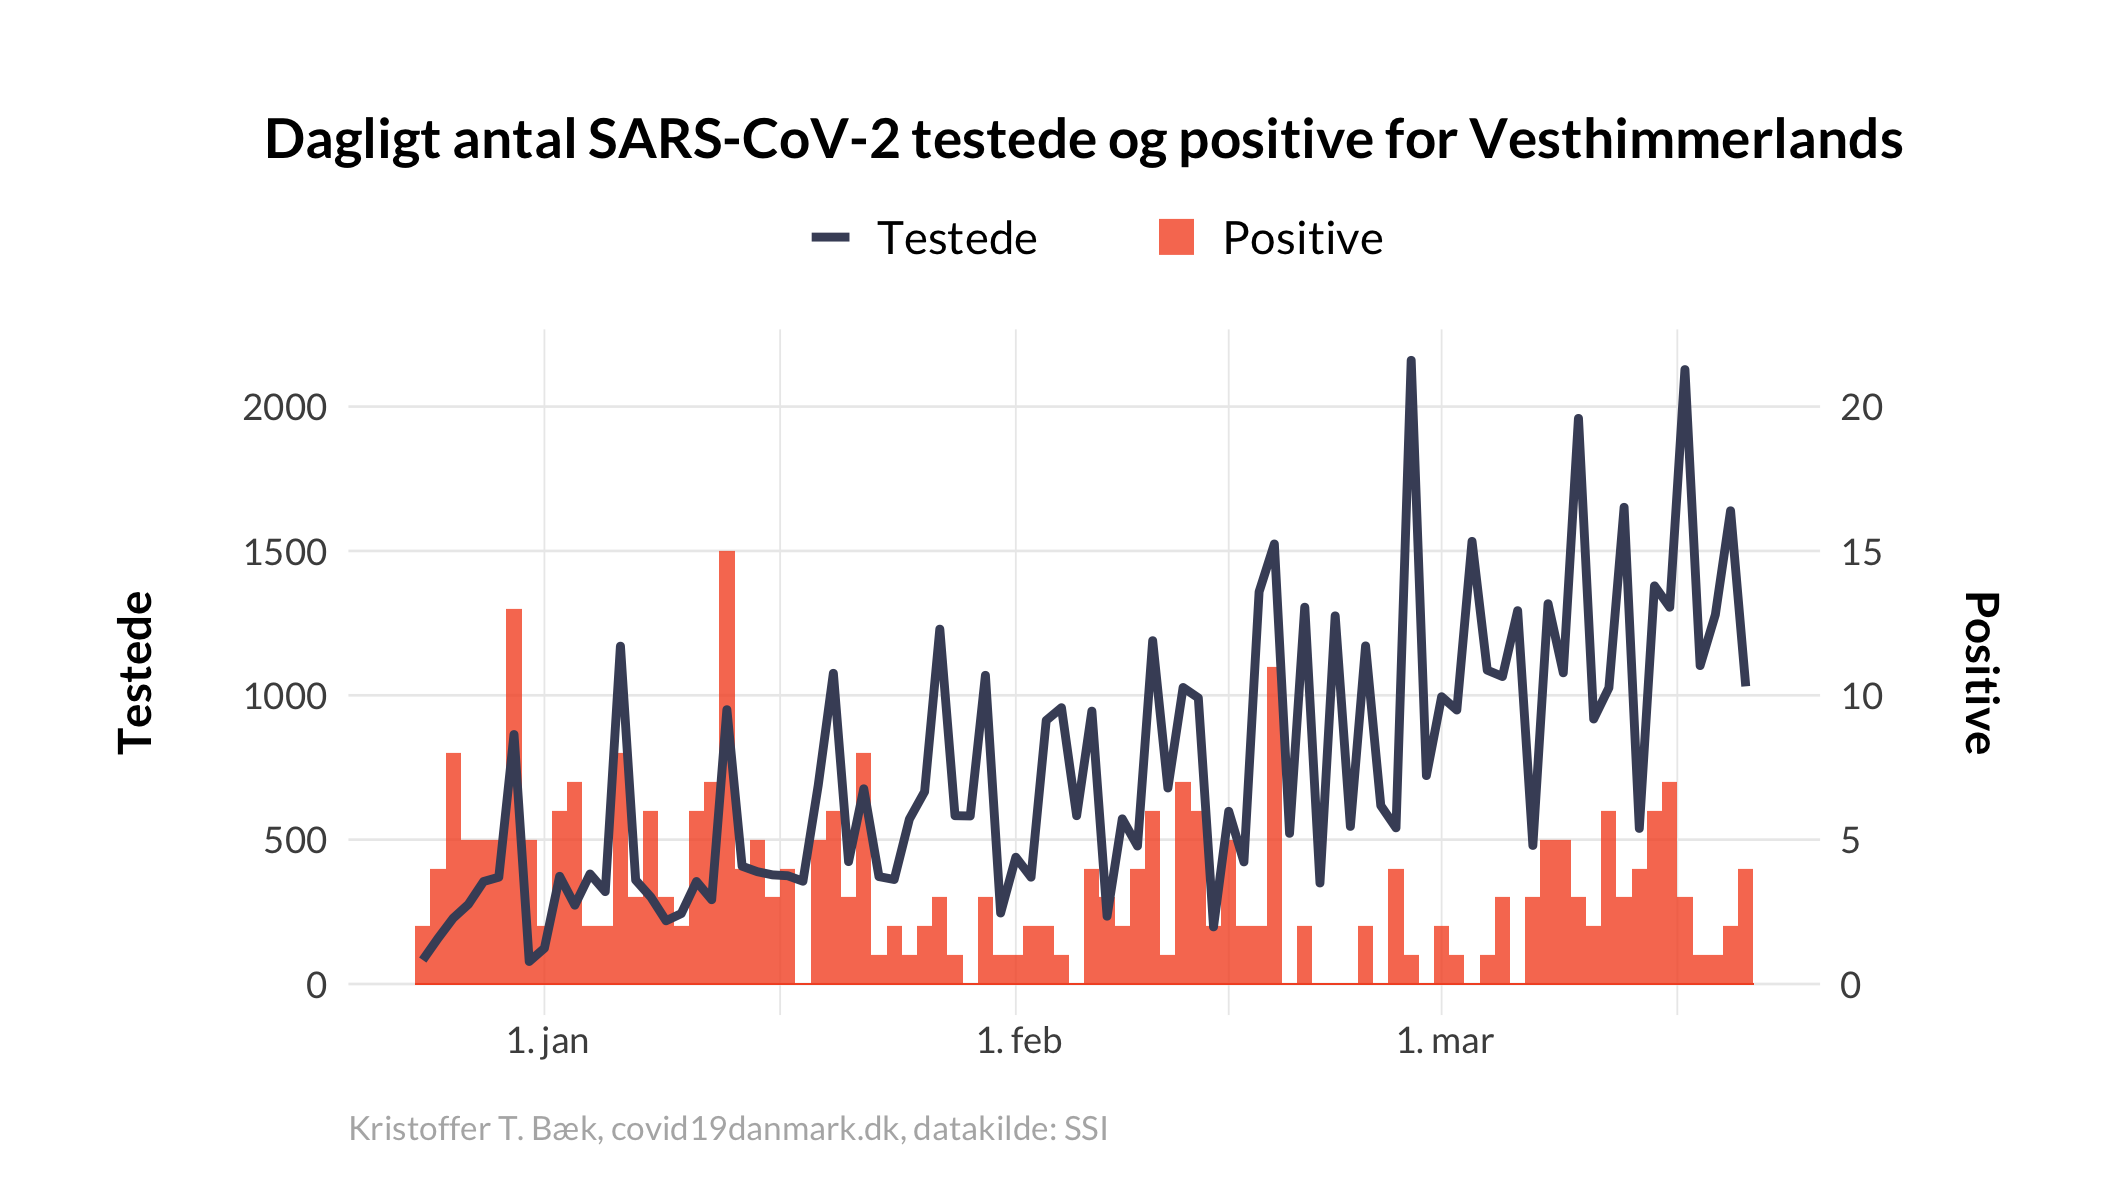 Dagligt antal SARS-CoV-2 testede og positive for Vesthimmerlands
Testede
Positive
2000
1500
1000
500
0
20
15
10
5
0
Testede
Positive
1. jan
1. feb
1. mar
Kristoffer T. Bæk, covid19danmark.dk, datakilde: SSI